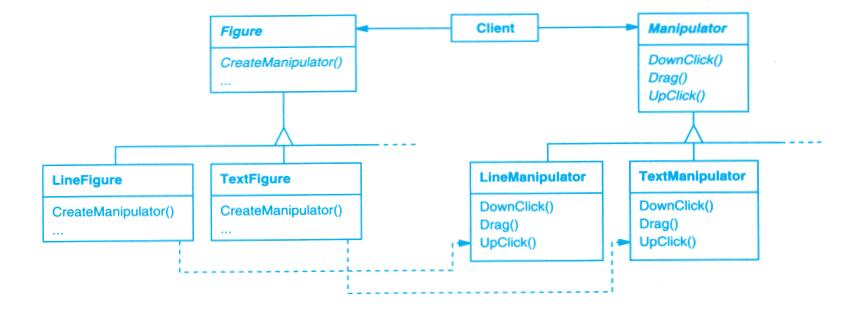 Figure
CreateManipulator()
...
Client
Manipulator
DownClick()
Drag()
UpClick()
LineFigure
CreateManipulator()
...
TextFigure
CreateManipulator()
...
LineManipulator
DownClick()
Drag()
UpClick()
TextManipulator
DownClick()
Drag()
UpClick()